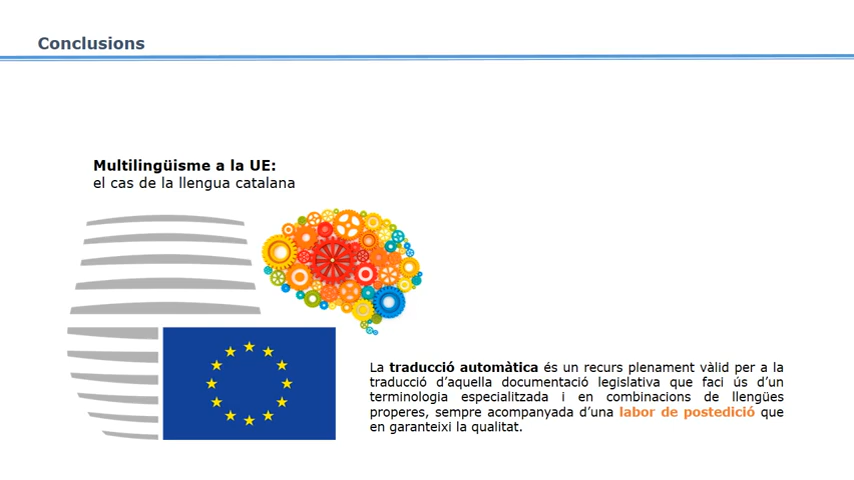 Conclusions
Multilingüisme a la UE:
el cas de la llengua catalana
La traducció automàtica és un recurs plenament vàlid per a la
traducció d’aquella documentació legislativa que faci ús d’un
terminologia especialitzada i en combinacions de llengües
properes, sempre acompanyada d’una labor de postedició que
en garanteixi la qualitat.